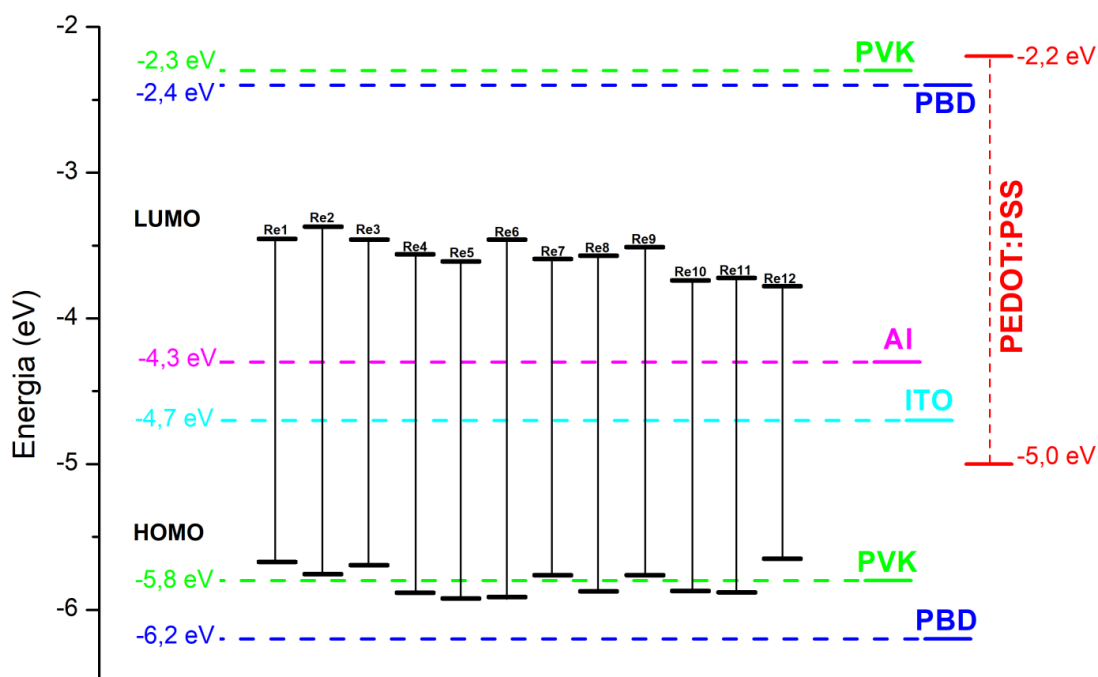 -2
-2,3 eV
PVK
-2,2 eV
-2,4 eV
PBD
-3
LUMO
Re1
Re2
Re3
Re4
Re5
Re6
Re7
Re8
Re9
Re10
Re11
Re12
PEDOT:PSS
Energia (eV)
-4
-4,3 eV
Al
-4,7 eV
ITO
-5
-5,0 eV
HOMO
-5,8 eV
PVK
-6
-6,2 eV
PBD